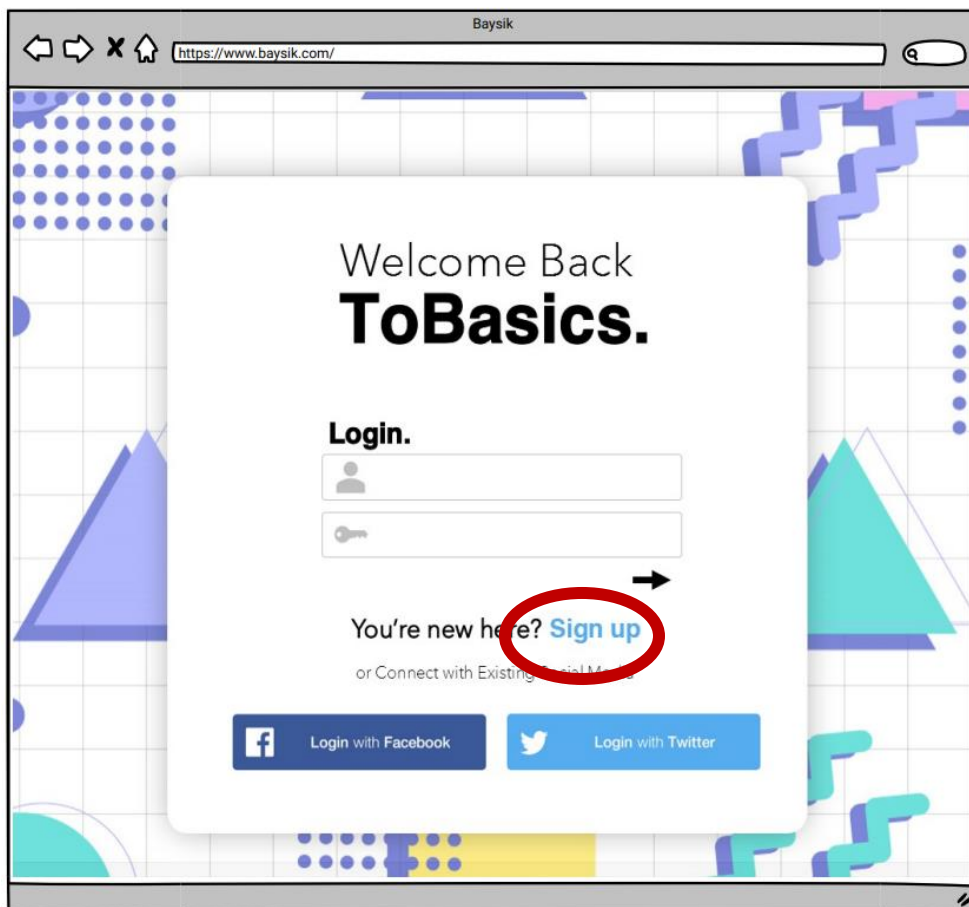 Baysik
https://www.baysik.com/
Welcome Back
ToBasics.
Login.
You're new here? Sign up
or Connect with Existing Social Media
Login with Facebook
Login with Twitter